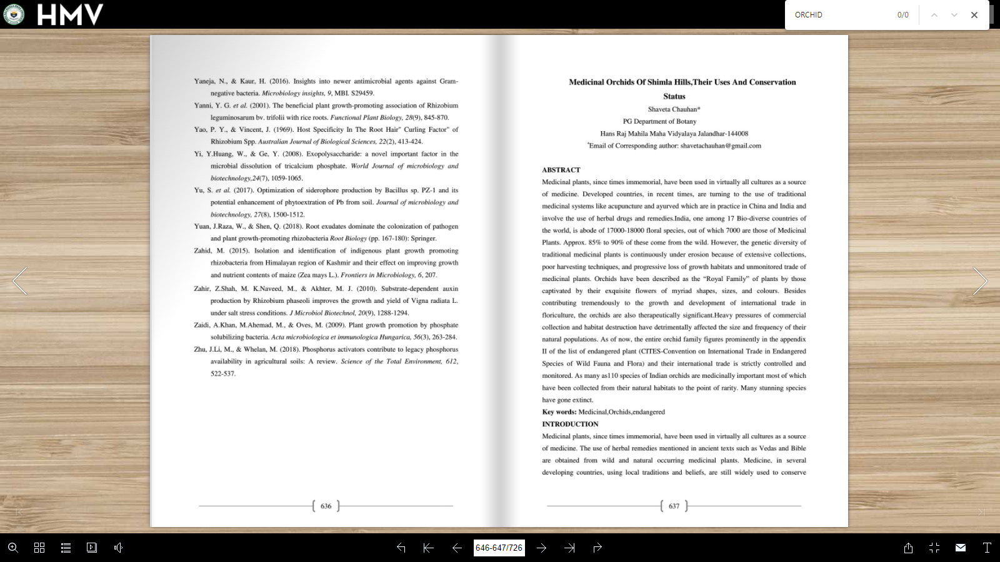 HMV
ORCHID 0/0
Yaneja, N., & Kaur, H. (2016). Insights into newer antimicrobial agents against Gram-
negative bacteria. Microbiology insights, 9, MBI. S29459.
Yanni, Y. G. et al. (2001). The beneficial plant growth-promoting association of Rhizobium
leguminosarum bv. trifolii with rice roots. Functional Plant Biology, 28(9), 845-870.
Yao, P. Y., & Vincent, J. (1969). Host Specificity In The Root Hair" Curling Factor" of
Rhizobium Spp. Australian Journal of Biological Sciences, 22(2), 413-424.
Yi, Y.Huang, W., & Ge, Y. (2008). Exopolysaccharide: a novel important factor in the
microbial dissolution of tricalcium phosphate. World Journal of microbiology and
biotechnology,24(7), 1059-1065.
Yu, S. et al. (2017). Optimization of siderophore production by Bacillus sp. PZ-1 and its
potential enhancement of phytoextration of Pb from soil. Journal of microbiology and
biotechnology, 27(8), 1500-1512.
Yuan, J.Raza, W., & Shen, Q. (2018). Root exudates dominate the colonization of pathogen
and plant growth-promoting rhizobacteria Root Biology (pp. 167-180): Springer.
Zahid, M. (2015). Isolation and identification of indigenous plant growth promoting
rhizobacteria from Himalayan region of Kashmir and their effect on improving growth
and nutrient contents of maize (Zea mays L.). Frontiers in Microbiology, 6, 207.
Zahir, Z.Shah, M. K.Naveed, M., & Akhter, M. J. (2010). Substrate-dependent auxin
production by Rhizobium phaseoli improves the growth and yield of Vigna radiata L.
under salt stress conditions. J Microbiol Biotechnol, 20(9), 1288-1294.
Zaidi, A.Khan, M.Ahemad, M., & Oves, M. (2009). Plant growth promotion by phosphate
solubilizing bacteria. Acta microbiologica et immunologica Hungarica, 56(3), 263-284.
Zhu, J.Li, M., & Whelan, M. (2018). Phosphorus activators contribute to legacy phosphorus
availability in agricultural soils: A review. Science of the Total Environment, 612,
522-537.
636
Medicinal Orchids Of Shimla Hills,Their Uses And Conservation
Status
Shaveta Chauhan*
PG Department of Botany
Hans Raj Mahila Maha Vidyalaya Jalandhar-144008
*Email of Corresponding author: shavetachauhan@gmail.com
ABSTRACT
Medicinal plants, since times immemorial, have been used in virtually all cultures as a source
of medicine. Developed countries, in recent times, are turning to the use of traditional
medicinal systems like acupuncture and ayurved which are in practice in China and India and
involve the use of herbal drugs and remedies.India, one among 17 Bio-diverse countries of
the world, is abode of 17000-18000 floral species, out of which 7000 are those of Medicinal
Plants. Approx. 85% to 90% of these come from the wild. However, the genetic diversity of
traditional medicinal plants is continuously under erosion because of extensive collections,
poor harvesting techniques, and progressive loss of growth habitats and unmonitored trade of
medicinal plants. Orchids have been described as the “Royal Family” of plants by those
captivated by their exquisite flowers of myriad shapes, sizes, and colours. Besides
contributing tremendously to the growth and development of international trade in
floriculture, the orchids are also therapeutically significant.Heavy pressures of commercial
collection and habitat destruction have detrimentally affected the size and frequency of their
natural populations. As of now, the entire orchid family figures prominently in the appendix
II of the list of endangered plant (CITES-Convention on International Trade in Endangered
Species of Wild Fauna and Flora) and their international trade is strictly controlled and
monitored. As many as110 species of Indian orchids are medicinally important most of which
have been collected from their natural habitats to the point of rarity. Many stunning species
have gone extinct.
Key words: Medicinal,Orchids,endangered
INTRODUCTION
Medicinal plants, since times immemorial, have been used in virtually all cultures as a source
of medicine. The use of herbal remedies mentioned in ancient texts such as Vedas and Bible
are obtained from wild and natural occurring medicinal plants. Medicine, in several
developing countries, using local traditions and beliefs, are still widely used to conserve
637
646-647/726